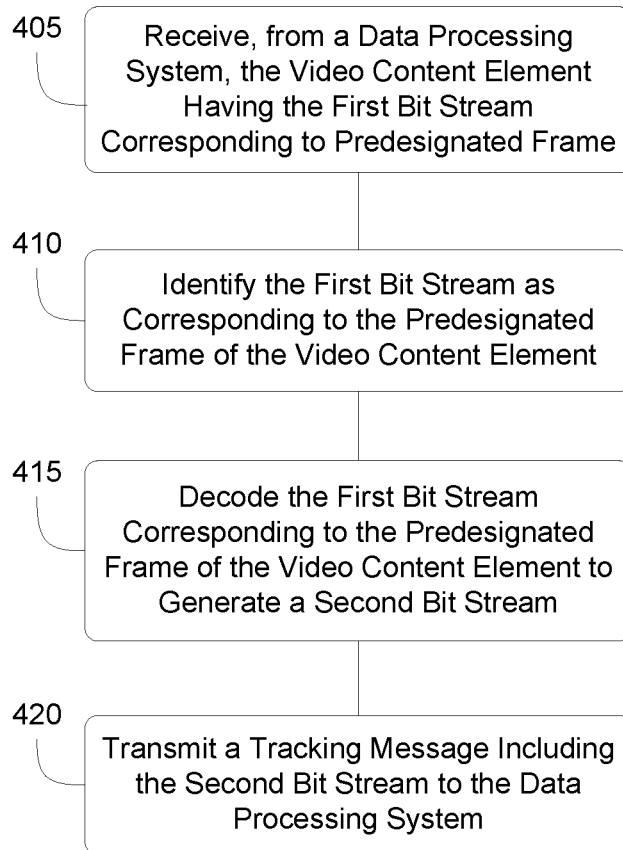 405
Receive, from a Data Processing
System, the Video Content Element
Having the First Bit Stream
Corresponding to Predesignated Frame
410
Identify the First Bit Stream as
Corresponding to the Predesignated
Frame of the Video Content Element
415
Decode the First Bit Stream
Corresponding to the Predesignated
Frame of the Video Content Element to
Generate a Second Bit Stream
420
Transmit a Tracking Message Including
the Second Bit Stream to the Data
Processing System